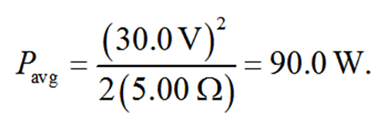 P_avg = (30.0 V)² / 2(5.00 Ω) = 90.0 W.